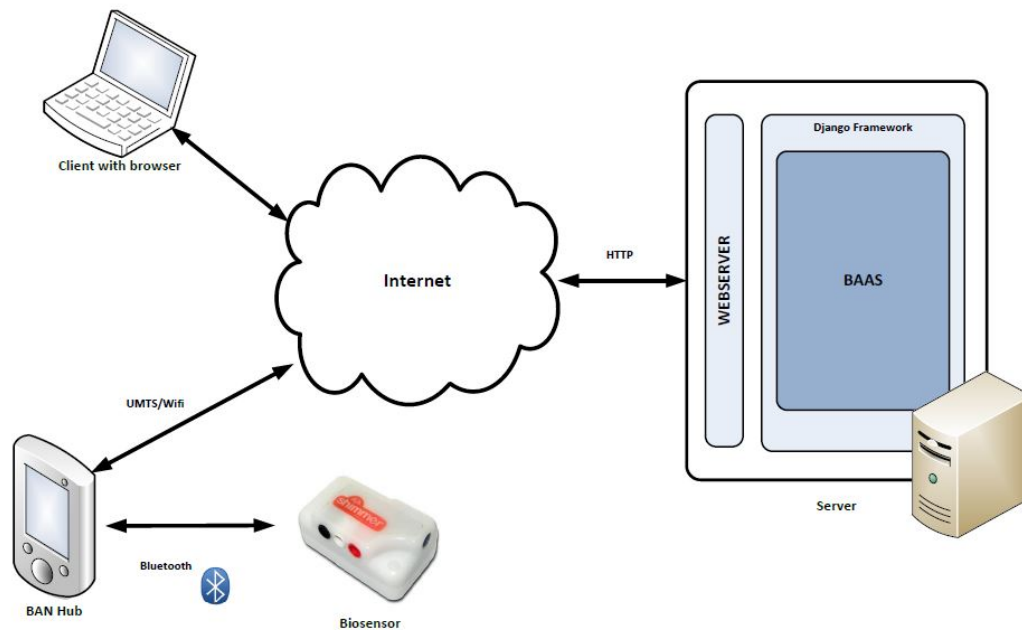 Client with browser
Django Framework
WEBSERVER
BAAS
HTTP
Internet
UMTS/Wifi
Server
shimmer
Bluetooth
BAN Hub
Biosensor